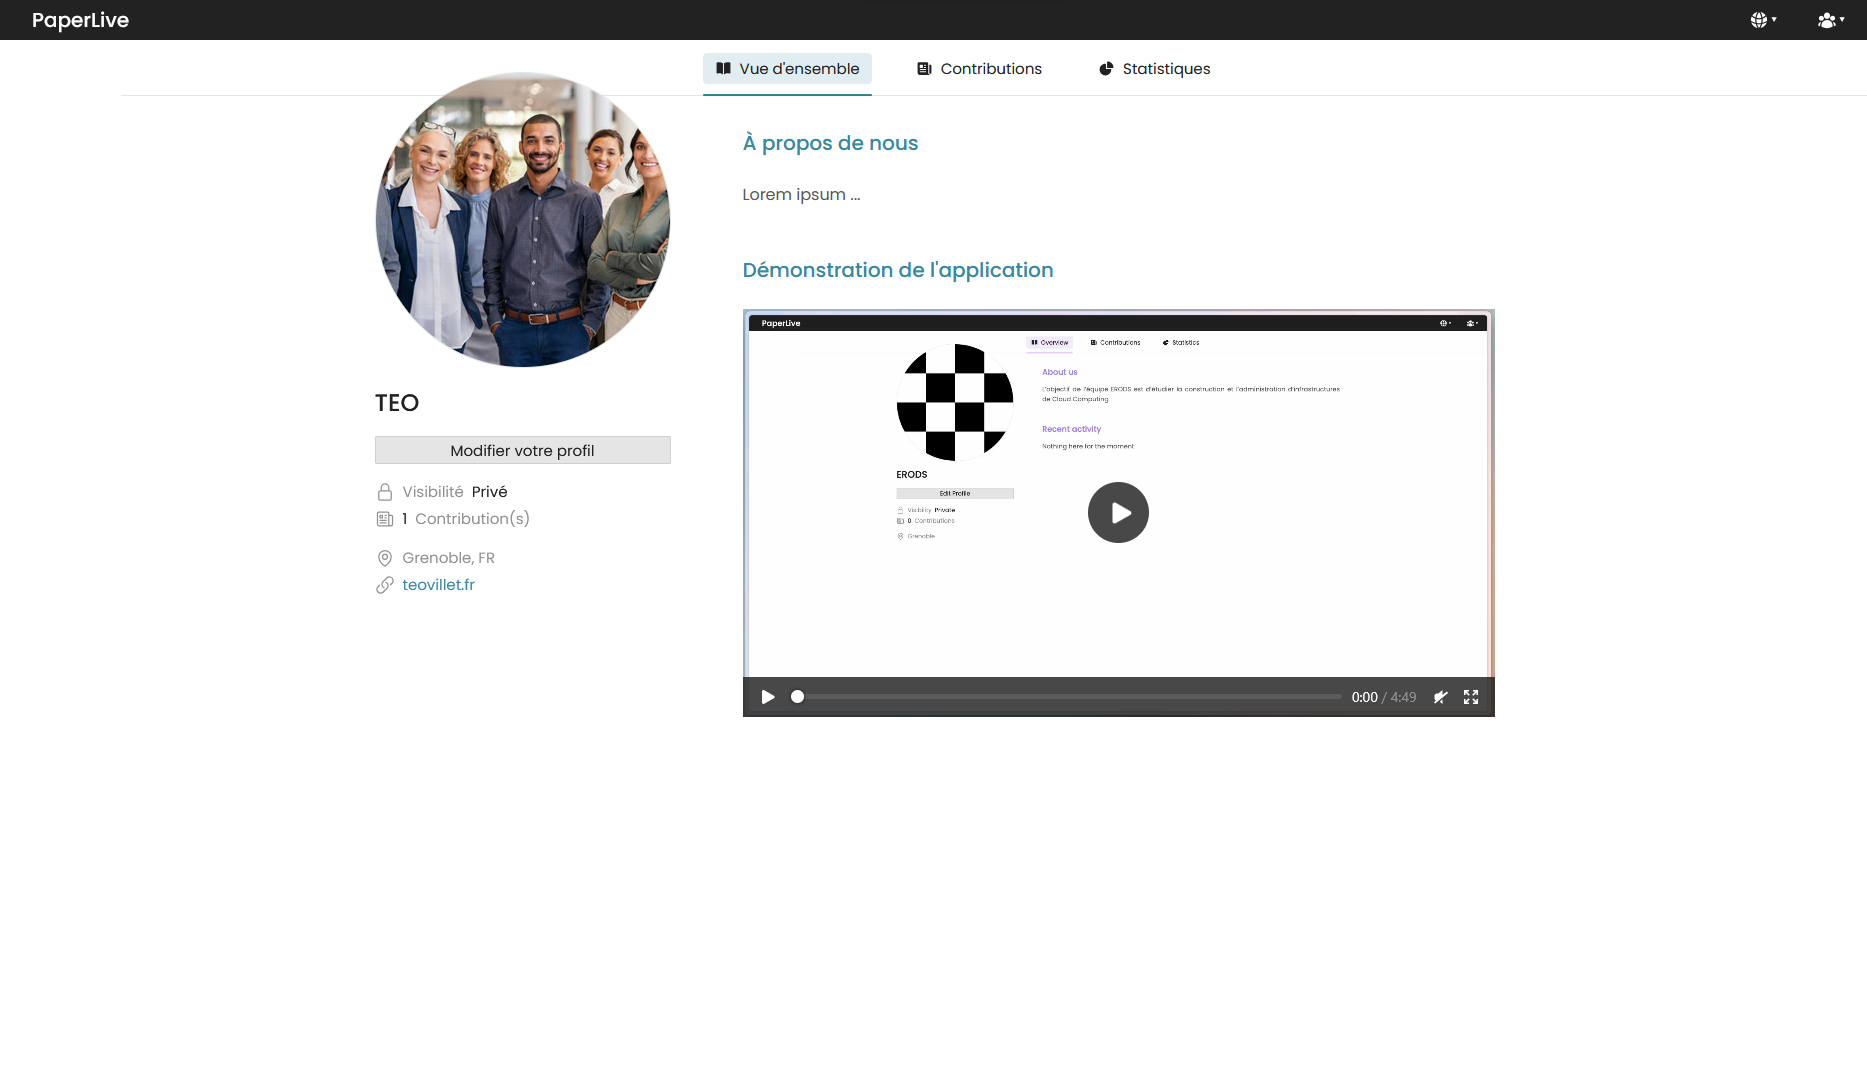 PaperLive
Vue d'ensemble
Contributions
Statistiques
À propos de nous
Lorem ipsum ...
TEO
Modifier votre profil
Visibilité Privé
1 Contribution(s)
Grenoble, FR
teovillet.fr
Démonstration de l'application
PaperLive
Overview
Contributions
Statistics
About us
L'objectif de l'équipe ERODS est d'étudier la construction et l'administration d'infrastructures
de Cloud Computing
Recent activity
Nothing here for the moment
ERODS
Edit Profile
Visibility Private
0 Contributions
Grenoble
0:00 / 4:49